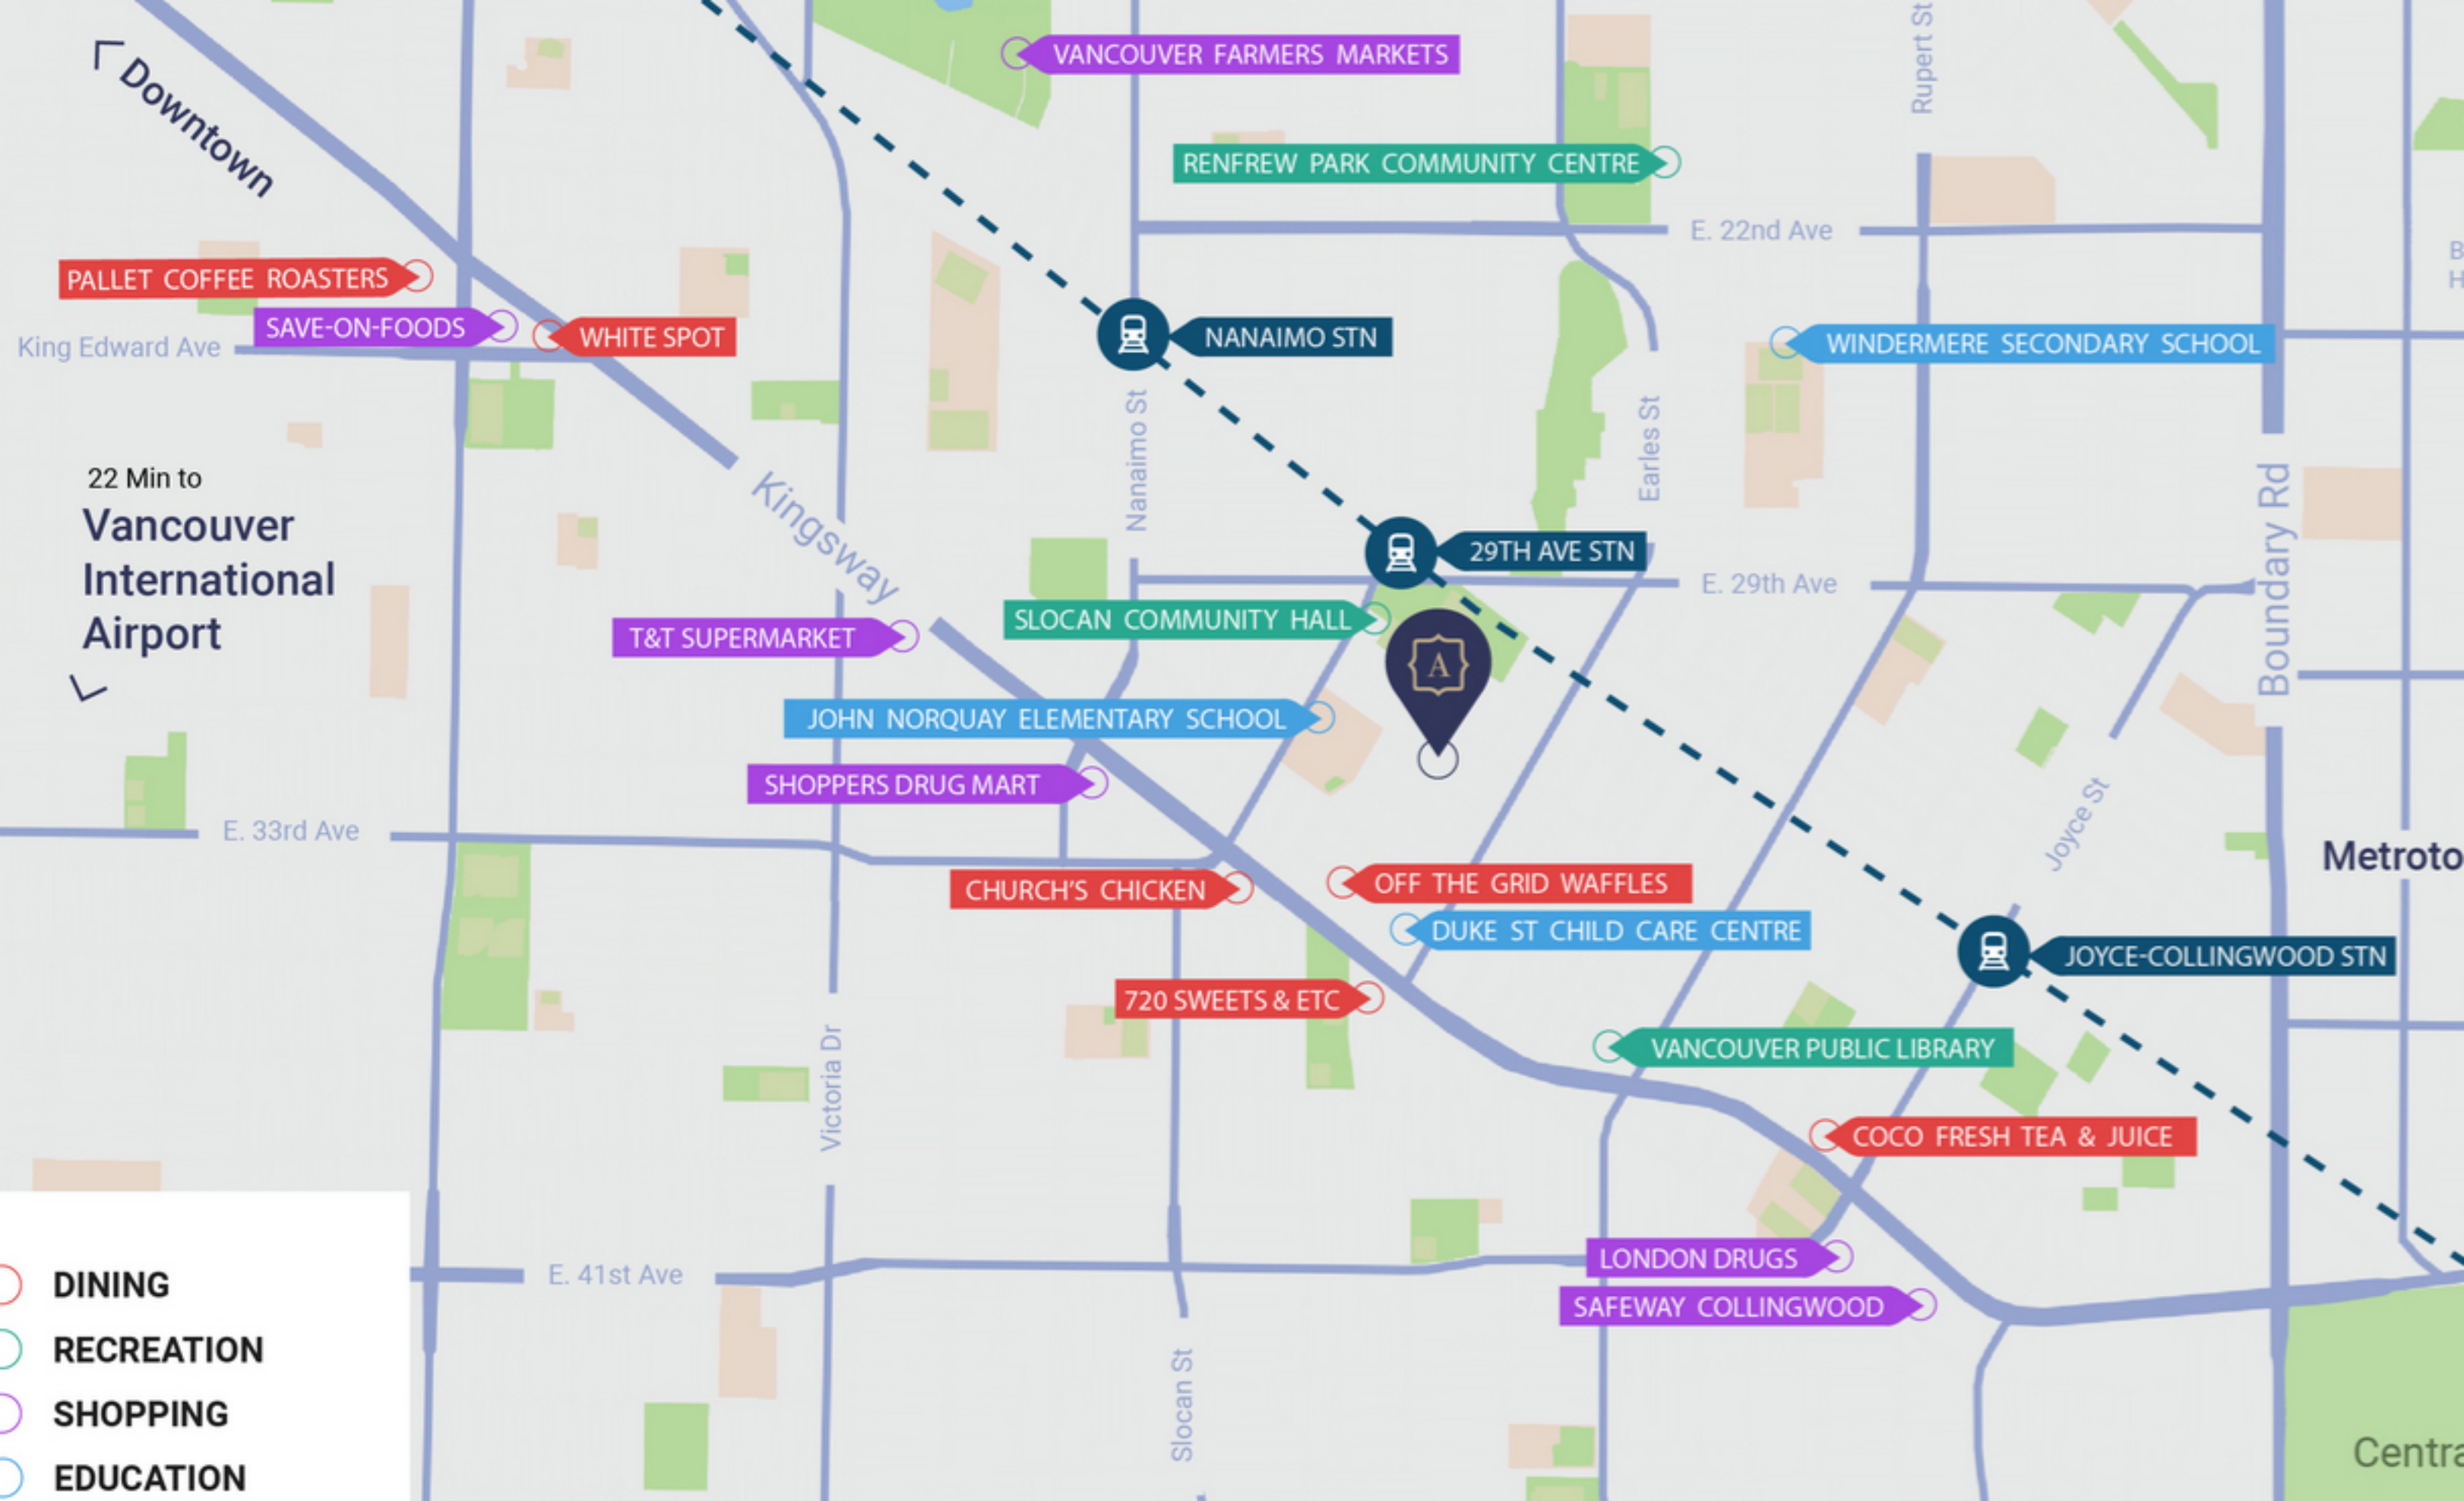 Rupert St
VANCOUVER FARMERS MARKETS
Downtown
RENFREW PARK COMMUNITY CENTRE
E. 22nd Ave
PALLET COFFEE ROASTERS
SAVE-ON-FOODS
WHITE SPOT
King Edward Ave
NANAIMO STN
WINDERMERE SECONDARY SCHOOL
Nanaimo St
Earles St
22 Min to
Vancouver
International
Airport
Kingsway
29TH AVE STN
E. 29th Ave
Boundary Rd
SLOCAN COMMUNITY HALL
T&T SUPERMARKET
A
JOHN NORQUAY ELEMENTARY SCHOOL
SHOPPERS DRUG MART
E. 33rd Ave
Joyce St
Metroto
CHURCH'S CHICKEN
OFF THE GRID WAFFLES
DUKE ST CHILD CARE CENTRE
JOYCE-COLLINGWOOD STN
720 SWEETS & ETC
VANCOUVER PUBLIC LIBRARY
Victoria Dr
COCO FRESH TEA & JUICE
E. 41st Ave
LONDON DRUGS
SAFEWAY COLLINGWOOD
Slocan St
Centra
DINING
RECREATION
SHOPPING
EDUCATION